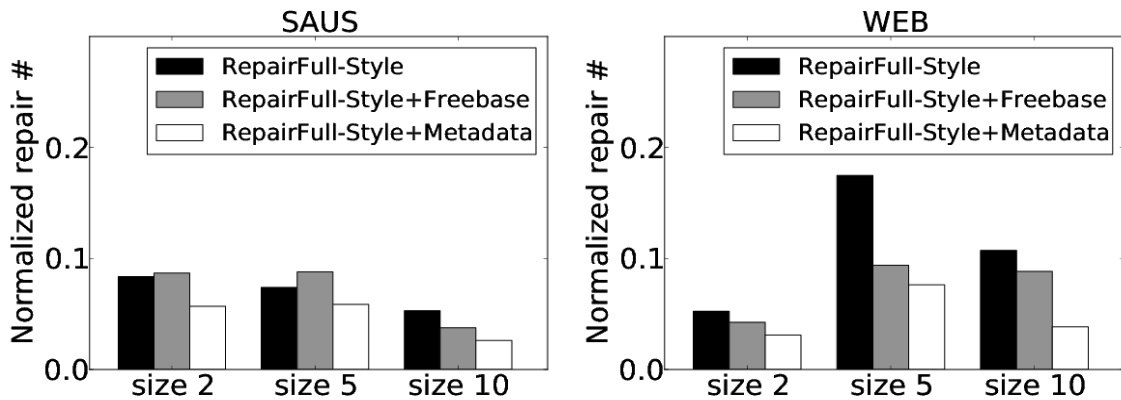 SAUS
Normalized repair #
RepairFull-Style
RepairFull-Style+Freebase
RepairFull-Style+Metadata
0.2
0.1
0.0
size 2 size 5 size 10
WEB
Normalized repair #
RepairFull-Style
RepairFull-Style+Freebase
RepairFull-Style+Metadata
0.2
0.1
0.0
size 2 size 5 size 10